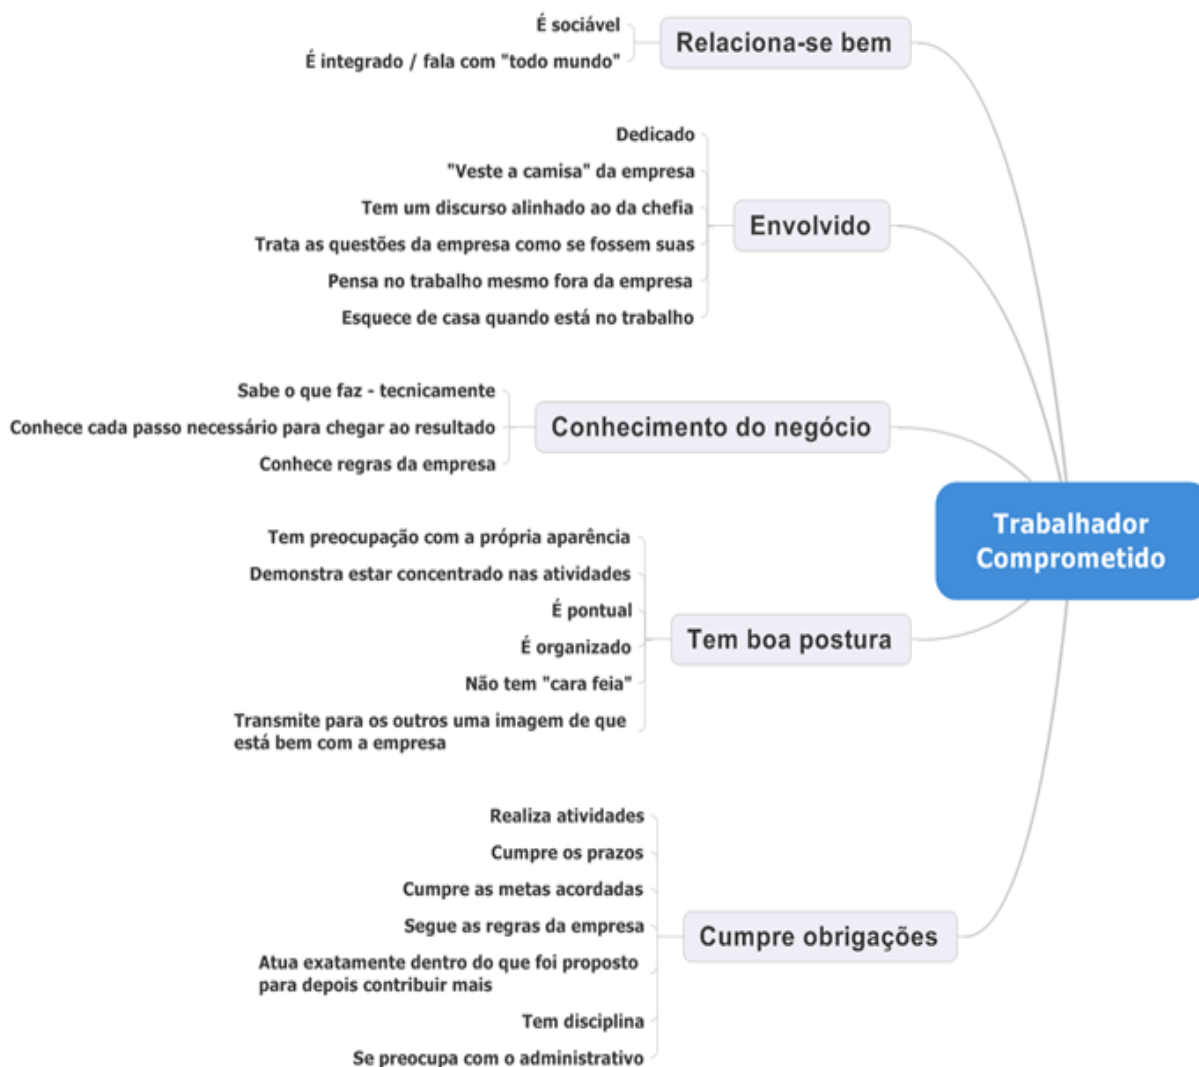 É sociável
Relaciona-se bem
É integrado / fala com "todo mundo"
Dedicado
"Veste a camisa" da empresa
Tem um discurso alinhado ao da chefia
Envolvido
Trata as questões da empresa como se fossem suas
Pensa no trabalho mesmo fora da empresa
Esquece de casa quando está no trabalho
Sabe o que faz - tecnicamente
Conhece cada passo necessário para chegar ao resultado
Conhecimento do negócio
Conhece regras da empresa
Trabalhador
Comprometido
Tem preocupação com a própria aparência
Demonstra estar concentrado nas atividades
É pontual
É organizado
Tem boa postura
Não tem "cara feia"
Transmite para os outros uma imagem de que
está bem com a empresa
Realiza atividades
Cumpre os prazos
Cumpre as metas acordadas
Segue as regras da empresa
Cumpre obrigações
Atua exatamente dentro do que foi proposto
para depois contribuir mais
Tem disciplina
Se preocupa com o administrativo